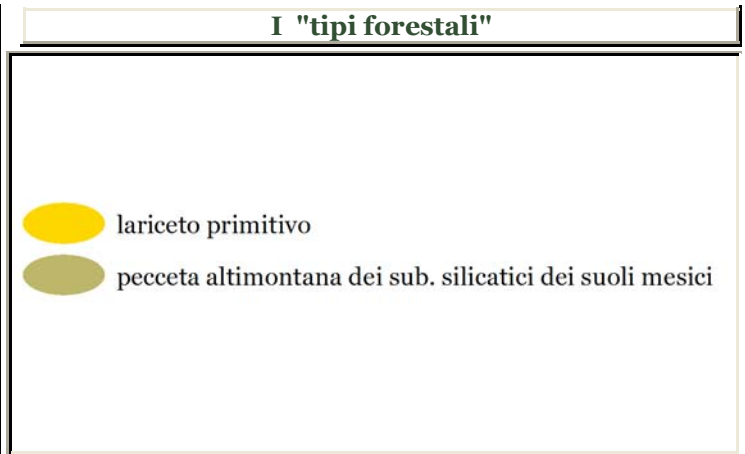 I "tipi forestali"
lariceto primitivo
pecceta altimontana dei sub. silicatici dei suoli mesici